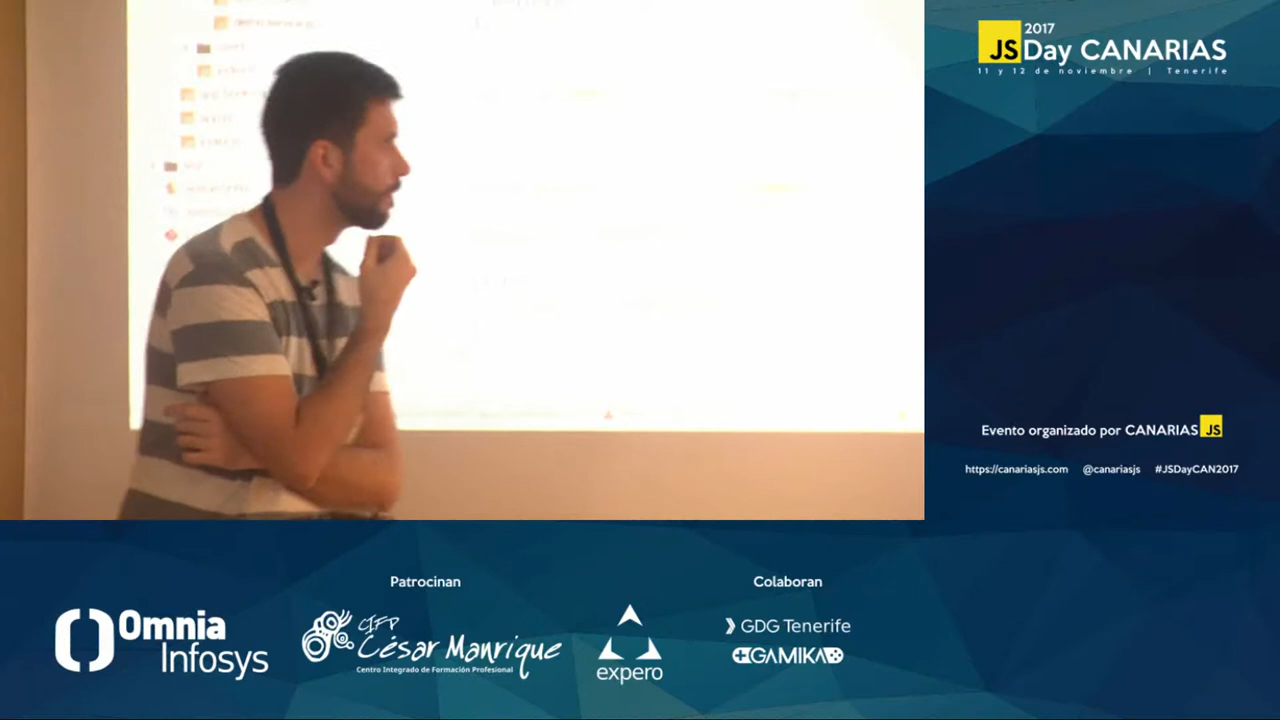 2017
JS Day CANARIAS
11 y 12 de noviembre | Tenerife
Evento organizado por CANARIAS JS
https://canariasjs.com @canariasjs #JSDayCAN2017
Patrocinan
Colaboran
Omnia
Infosys
CIFP
César Manrique
Centro Integrado de Formación Profesional
expero
GDG Tenerife
GAMIKA